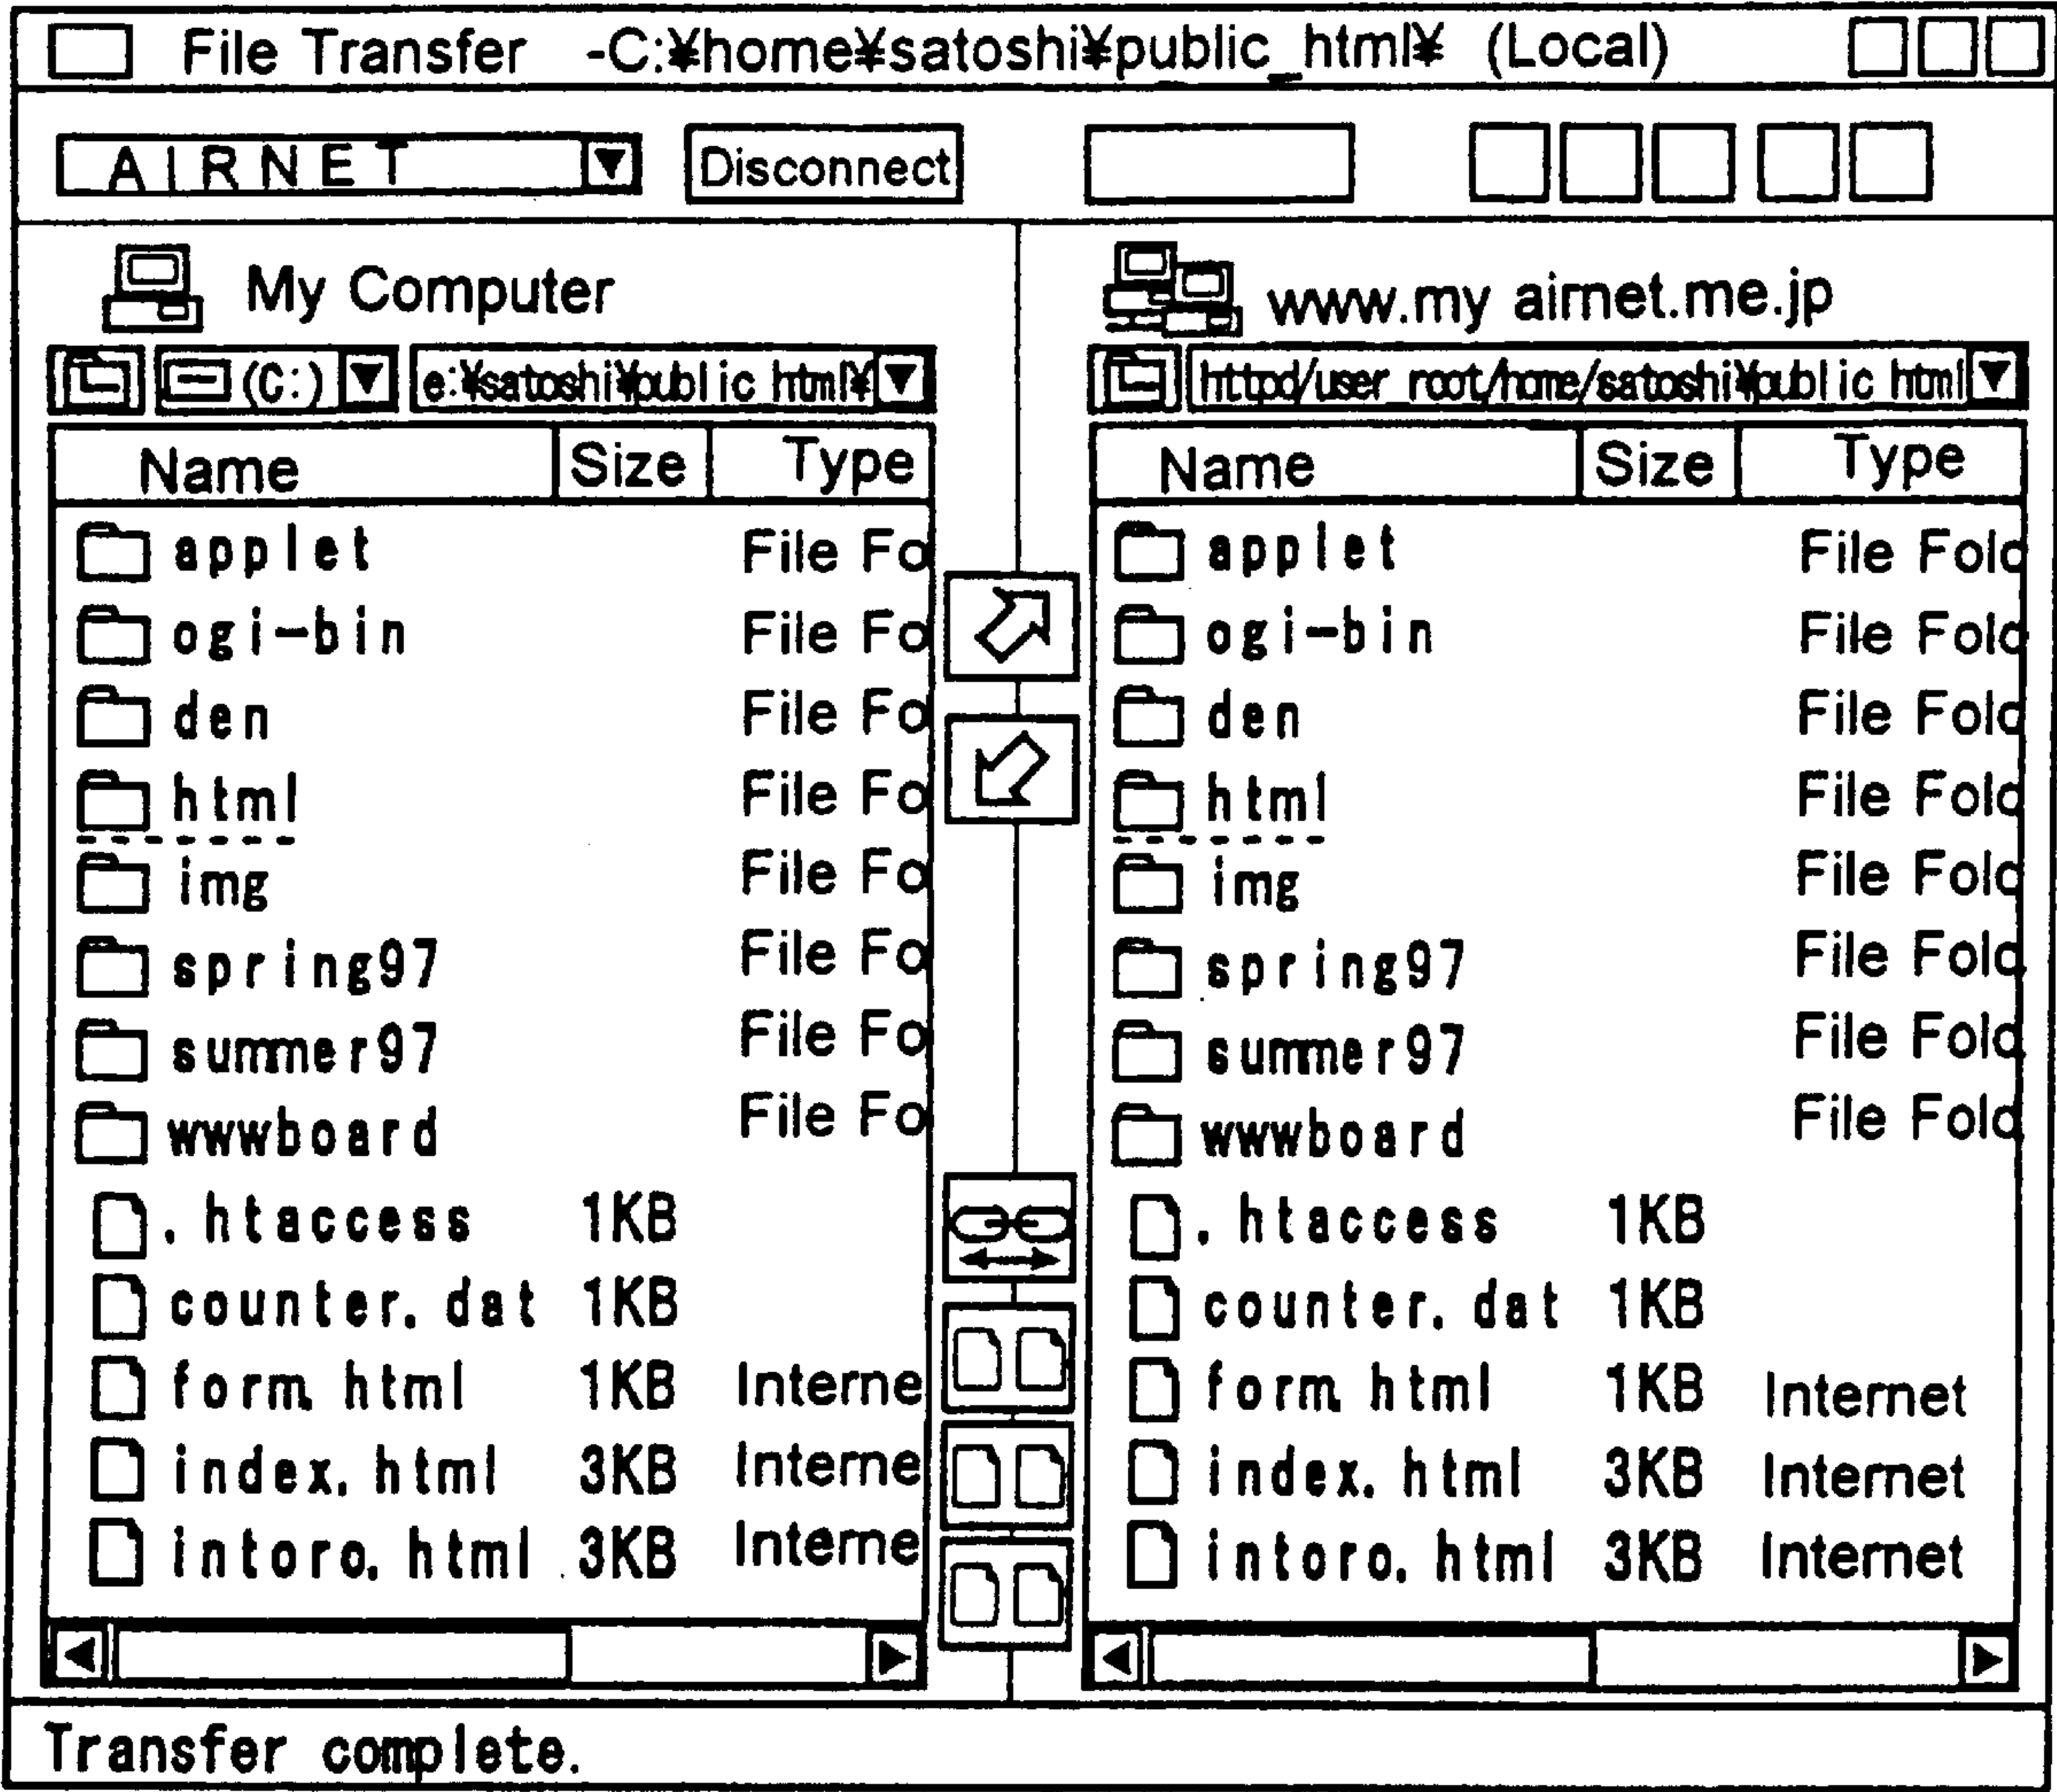 File Transfer -C:¥home¥satoshi¥public_html¥ (Local)
AIRNET Disconnect
My Computer
(C:) e:¥satoshi¥public html¥
Name Size Type
applet File Fo
ogi-bin File Fo
den File Fo
html File Fo
img File Fo
spring97 File Fo
summer97 File Fo
wwwboard File Fo
.htaccess 1KB
counter.dat 1KB
form.html 1KB Interne
index.html 3KB Interne
intoro.html 3KB Interne
www.my airnet.me.jp
httpd/user_root/home/satoshi¥public html
Name Size Type
applet File Fold
ogi-bin File Fold
den File Fold
html File Fold
img File Fold
spring97 File Fold
summer97 File Fold
wwwboard File Fold
.htaccess 1KB
counter.dat 1KB
form.html 1KB Internet
index.html 3KB Internet
intoro.html 3KB Internet
Transfer complete.